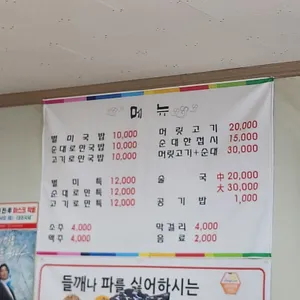 메 뉴
별 미 국 밥 10,000
순대로만국밥 10,000
고기로만국밥 10,000
별 미 특 12,000
순 대 로 만 특 12,000
고 기 로 만 특 12,000
소 주 4,000
맥 주 4,000
머 릿 고 기 20,000
순 대 한 접 시 15,000
머릿고기+순대 30,000
술 국 中 20,000
大 30,000
공 기 밥 1,000
막걸리 4,000
음 료 2,000
들깨나 파를 싫어하시는